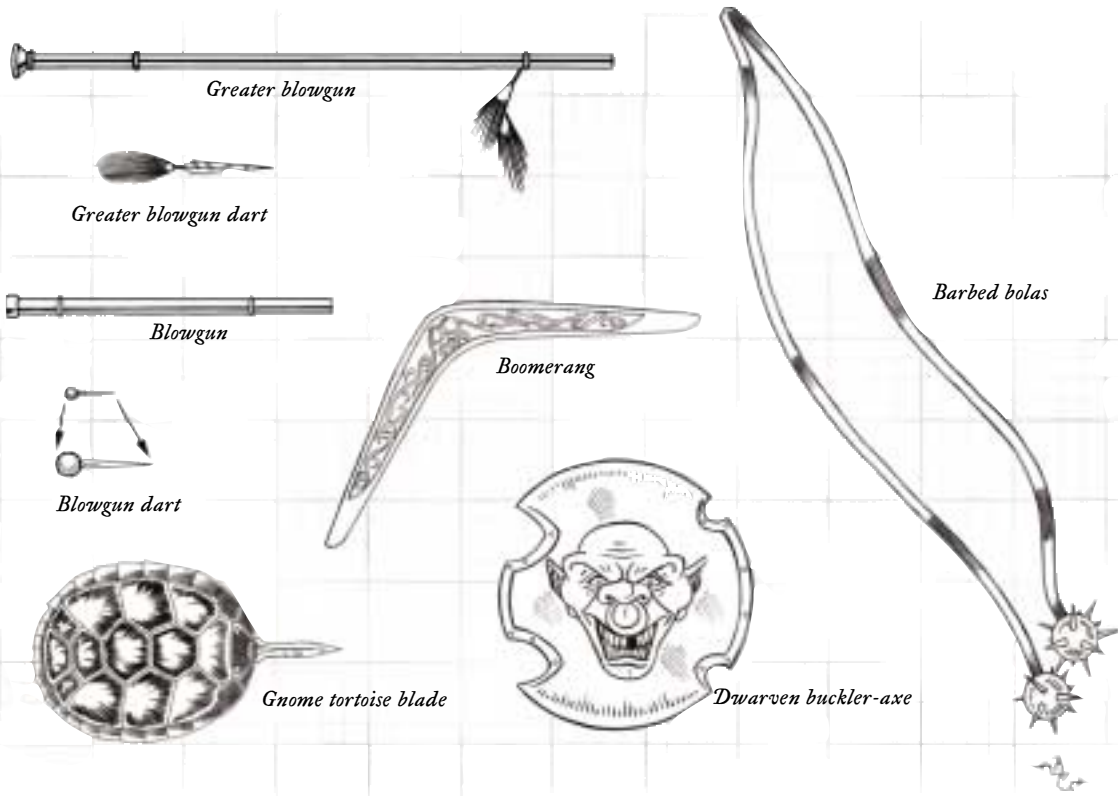 Greater blowgun
Greater blowgun dart
Barbed bolas
Blowgun
Boomerang
Blowgun dart
Gnome tortoise blade
Dwarven buckler-axe